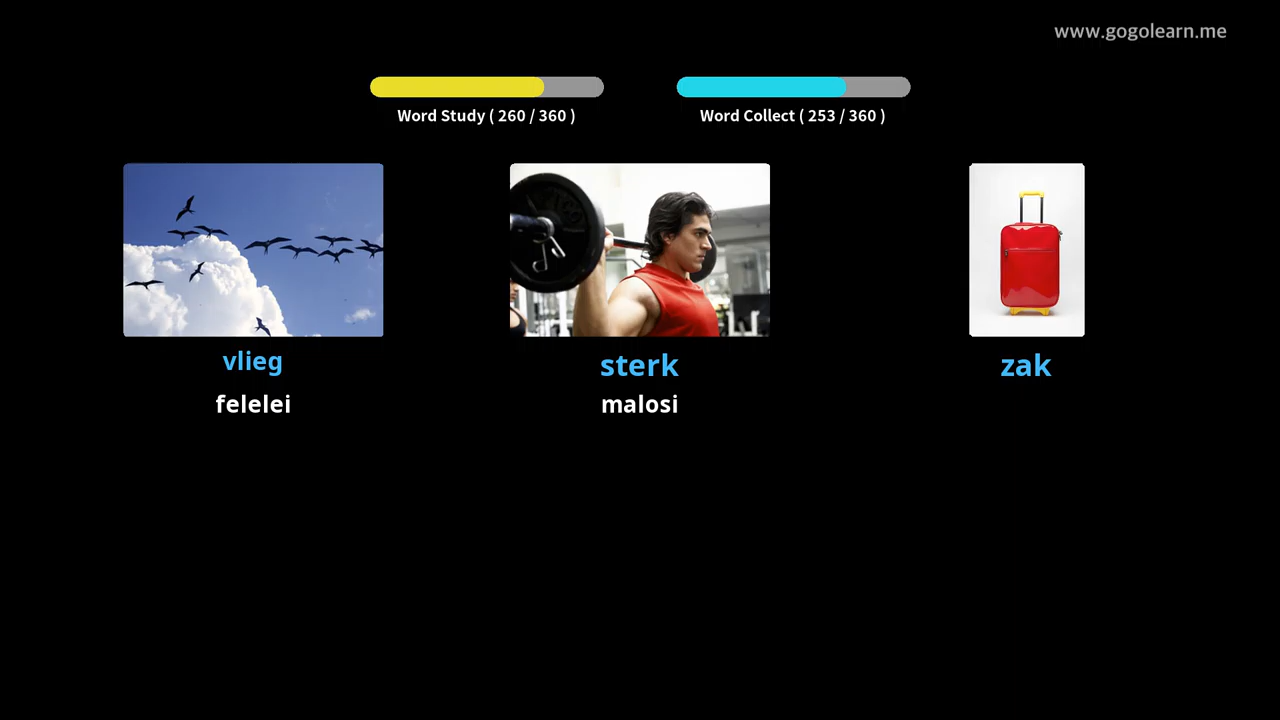 www.gogolearn.me
Word Study ( 260 / 360 )
Word Collect ( 253 / 360 )
vlieg
sterk
zak
felelei
malosi